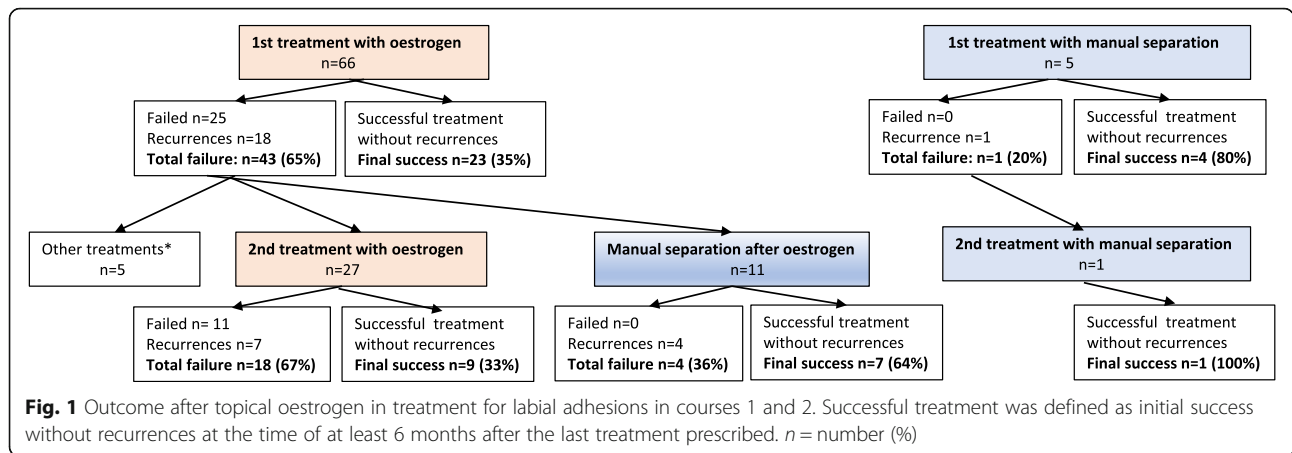 1st treatment with oestrogen
n=66
1st treatment with manual separation
n= 5
Failed n=25
Recurrences n=18
Total failure: n=43 (65%)
Successful treatment
without recurrences
Final success n=23 (35%)
Failed n=0
Recurrence n=1
Total failure: n=1 (20%)
Successful treatment
without recurrences
Final success n=4 (80%)
Other treatments*
n=5
2nd treatment with oestrogen
n=27
Manual separation after oestrogen
n=11
2nd treatment with manual separation
n=1
Failed n= 11
Recurrences n=7
Total failure n=18 (67%)
Successful treatment
without recurrences
Final success n=9 (33%)
Failed n=0
Recurrences n=4
Total failure n=4 (36%)
Successful treatment
without recurrences
Final success n=7 (64%)
Successful treatment
without recurrences
Final success n=1 (100%)
Fig. 1 Outcome after topical oestrogen in treatment for labial adhesions in courses 1 and 2. Successful treatment was defined as initial success
without recurrences at the time of at least 6 months after the last treatment prescribed. n = number (%)